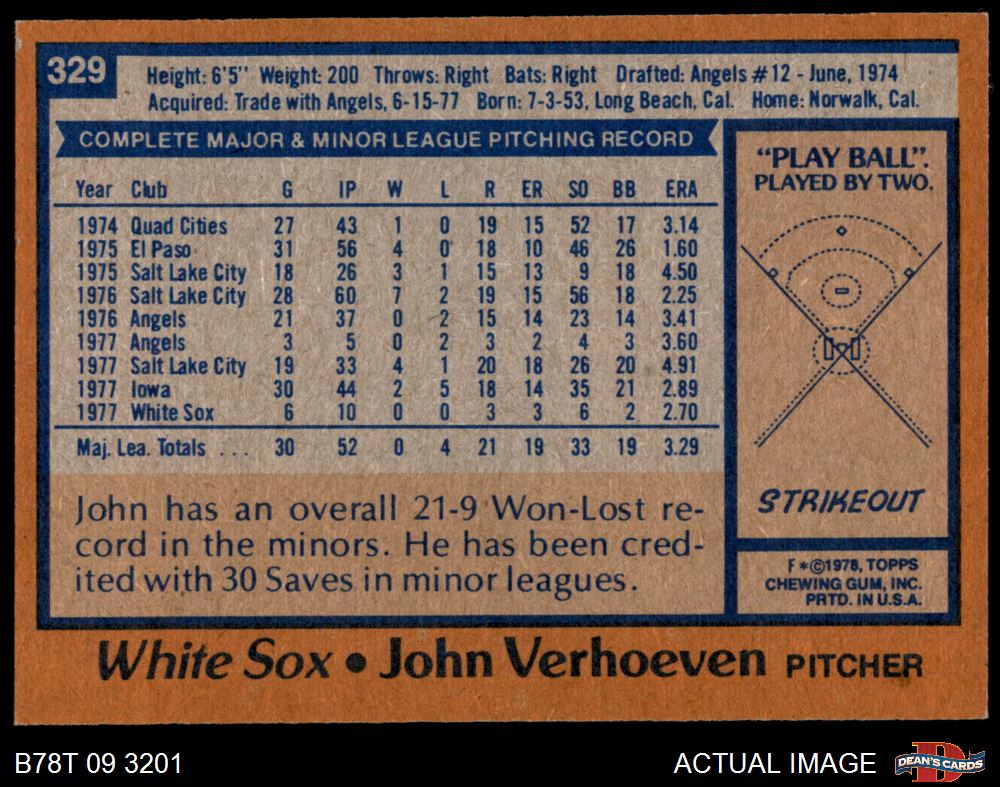 329
Height: 6'5" Weight: 200 Throws: Right Bats: Right Drafted: Angels #12 - June, 1974
Acquired: Trade with Angels, 6-15-77 Born: 7-3-53, Long Beach, Cal. Home: Norwalk, Cal.
COMPLETE MAJOR & MINOR LEAGUE PITCHING RECORD
Year Club G IP W L R ER SO BB ERA
1974 Quad Cities 27 43 1 0 19 15 52 17 3.14
1975 El Paso 31 56 4 0 18 10 46 26 1.60
1975 Salt Lake City 18 26 3 1 15 13 9 18 4.50
1976 Salt Lake City 28 60 7 2 19 15 56 18 2.25
1976 Angels 21 37 0 2 15 14 23 14 3.41
1977 Angels 3 5 0 2 3 2 4 3 3.60
1977 Salt Lake City 19 33 4 1 20 18 26 20 4.91
1977 Iowa 30 44 2 5 18 14 35 21 2.89
1977 White Sox 6 10 0 0 3 3 6 2 2.70
Maj. Lea. Totals ... 30 52 0 4 21 19 33 19 3.29
John has an overall 21-9 Won-Lost re-
cord in the minors. He has been cred-
ited with 30 Saves in minor leagues.
"PLAY BALL".
PLAYED BY TWO.
STRIKEOUT
F*©1978, TOPPS
CHEWING GUM, INC.
PRTD. IN U.S.A.
White Sox • John Verhoeven PITCHER
B78T 09 3201
ACTUAL IMAGE
D
DEAN'S CARDS